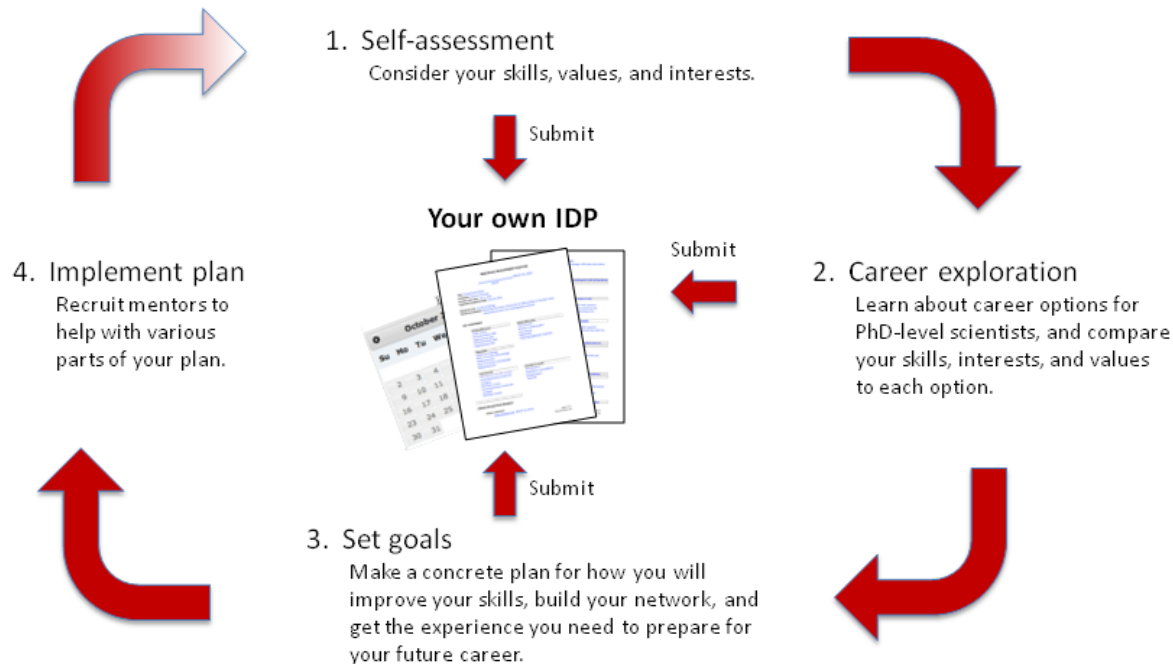 1. Self-assessment
Consider your skills, values, and interests.
Submit
Your own IDP
Submit
2. Career exploration
Learn about career options for
PhD-level scientists, and compare
your skills, interests, and values
to each option.
4. Implement plan
Recruit mentors to
help with various
parts of your plan.
October
Su Mo Tu We
2 3 4
9 10 11
16 17 18
23 24 25
30 31
Submit
3. Set goals
Make a concrete plan for how you will
improve your skills, build your network, and
get the experience you need to prepare for
your future career.